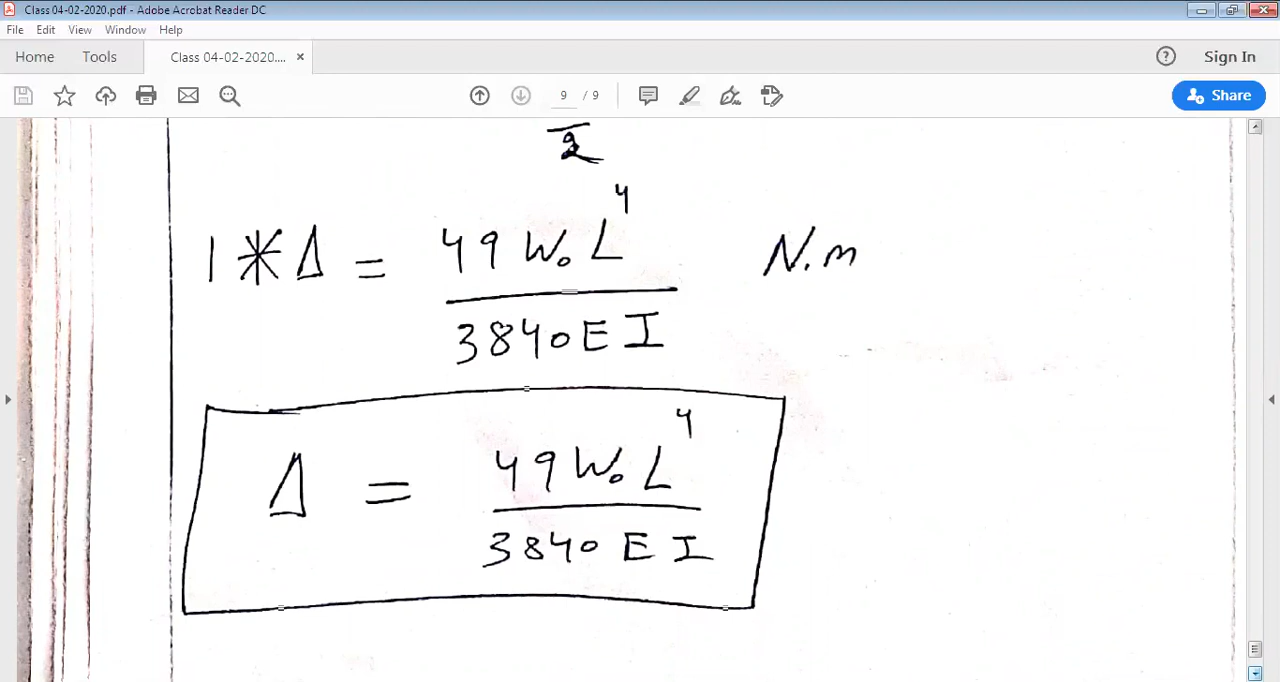 Class 04-02-2020.pdf - Adobe Acrobat Reader DC
File Edit View Window Help
Home Tools Class 04-02-2020.... × ? Sign In
9 / 9 Share
2
1 * Δ = 49 W₀ L⁴ / 3840 E I N.m
Δ = 49 W₀ L⁴ / 3840 E I